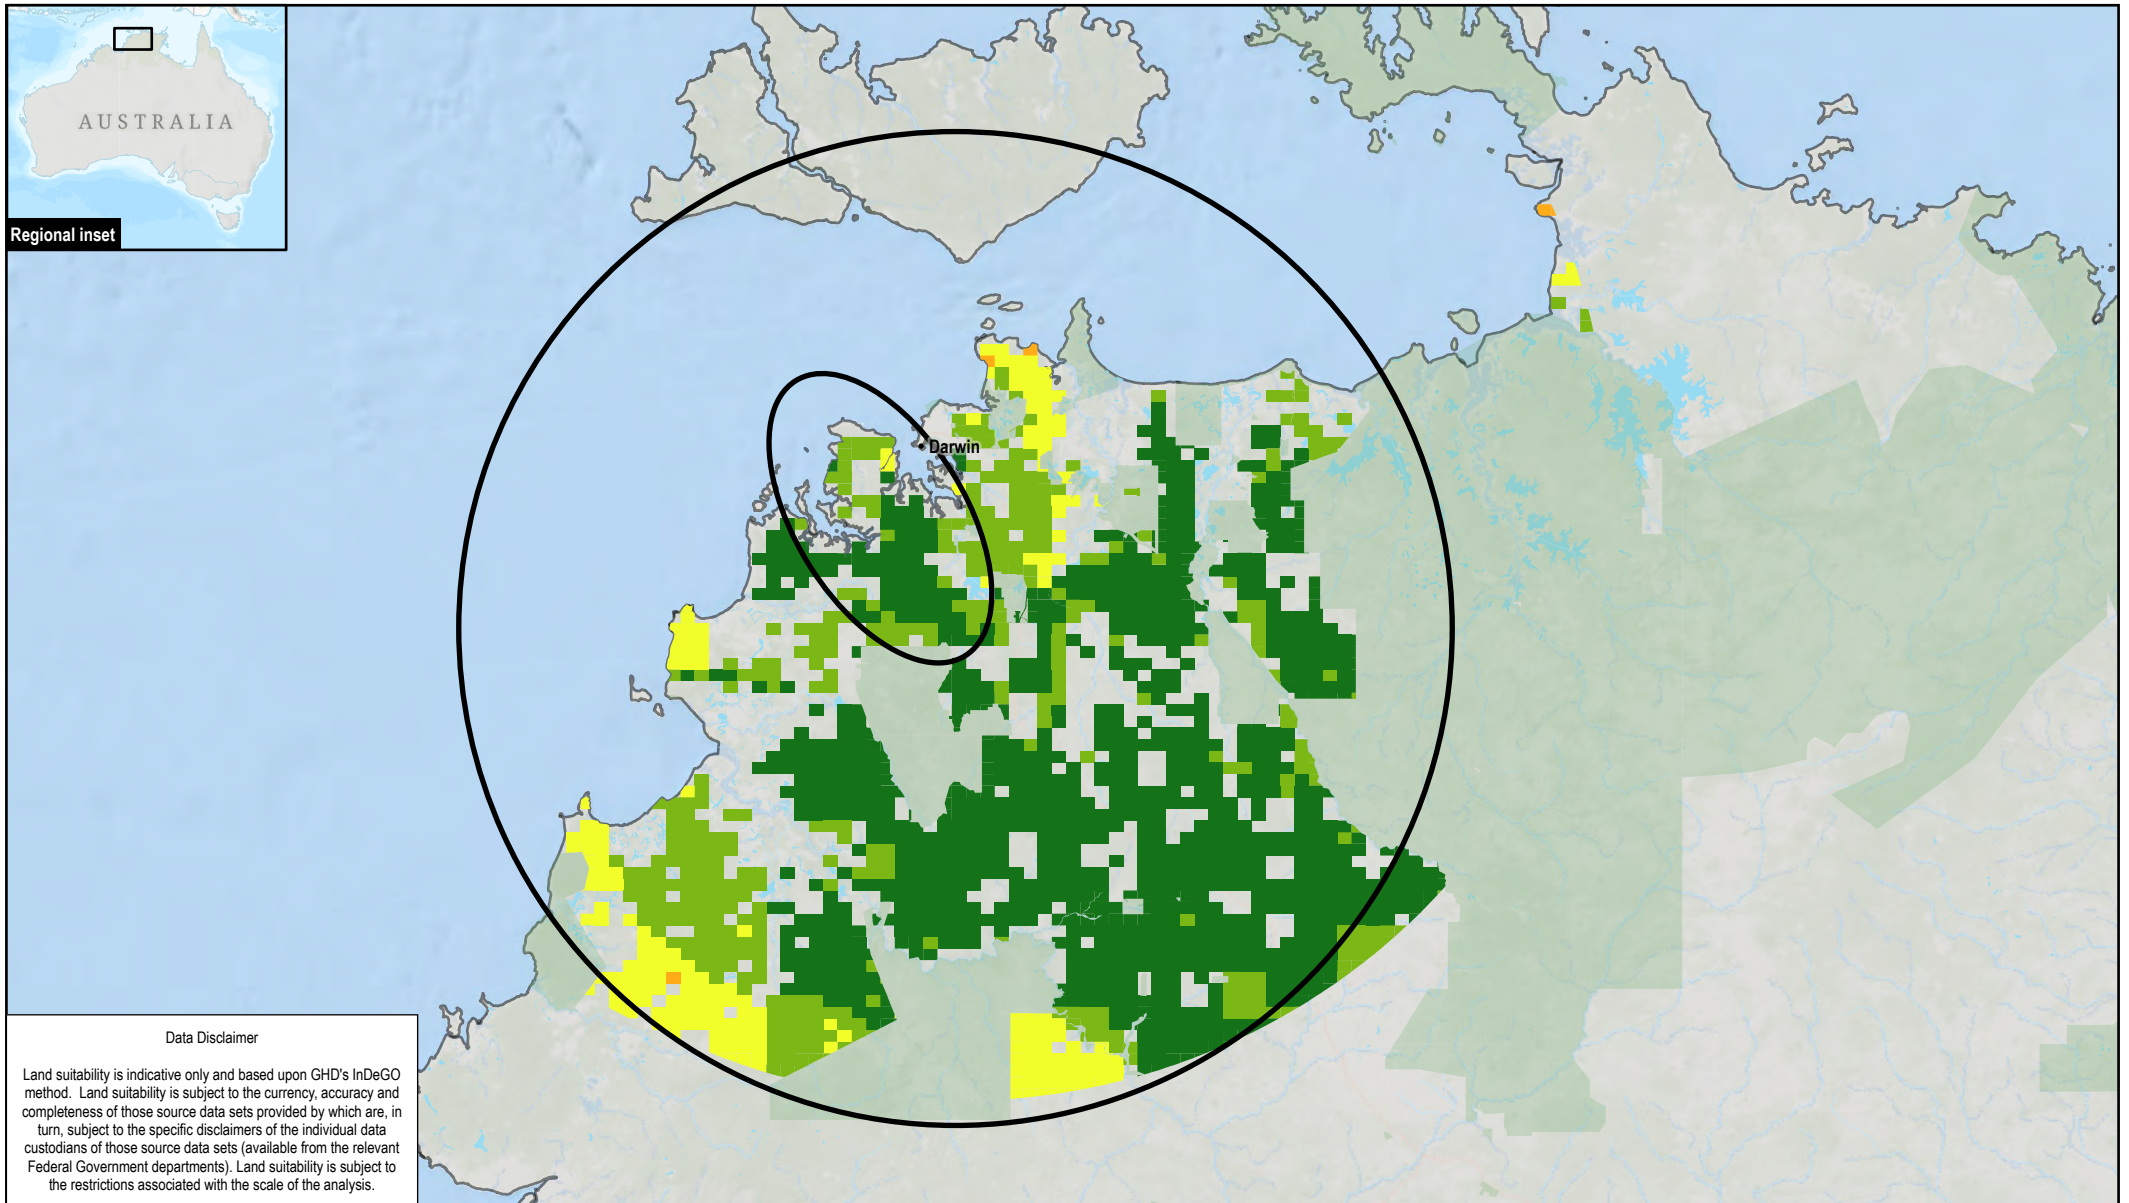 AUSTRALIA
Regional inset
Darwin
Data Disclaimer
Land suitability is indicative only and based upon GHD's InDeGO
method.  Land suitability is subject to the currency, accuracy and
completeness of those source data sets provided by which are, in
turn, subject to the specific disclaimers of the individual data
custodians of those source data sets (available from the relevant
Federal Government departments). Land suitability is subject to
the restrictions associated with the scale of the analysis.